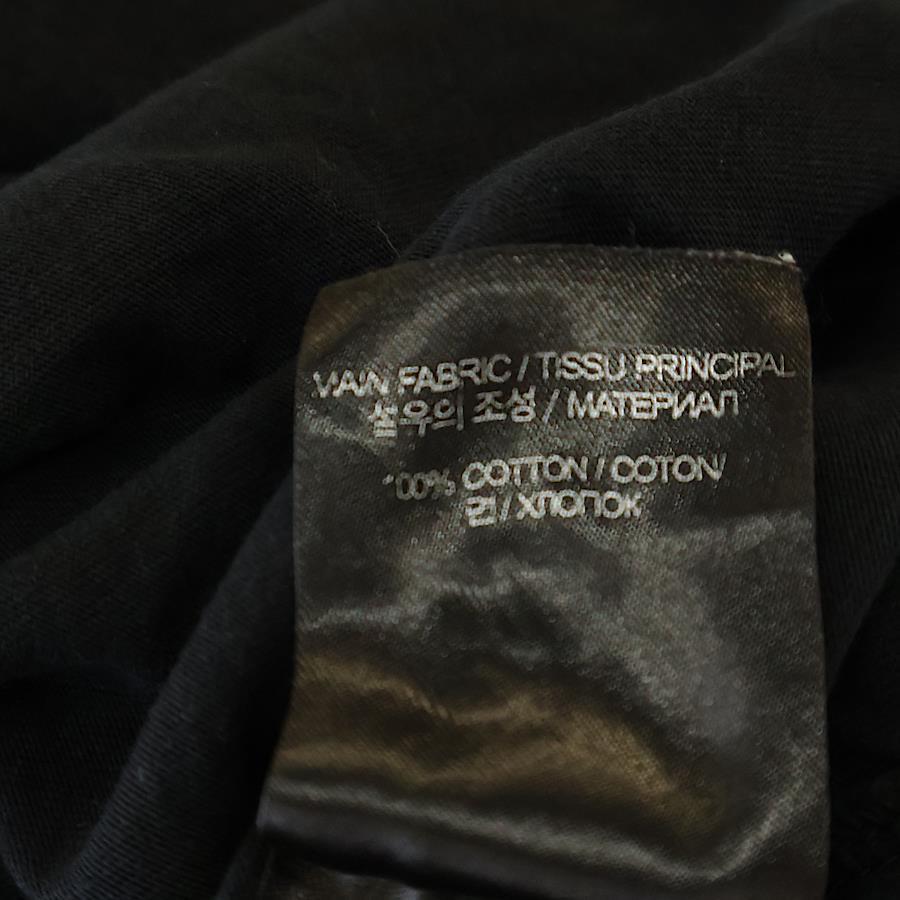 MAIN FABRIC / TISSU PRINCIPAL
조성 / МАТЕРИАЛ
100% COTTON / COTON/
면 / ХЛОПОК